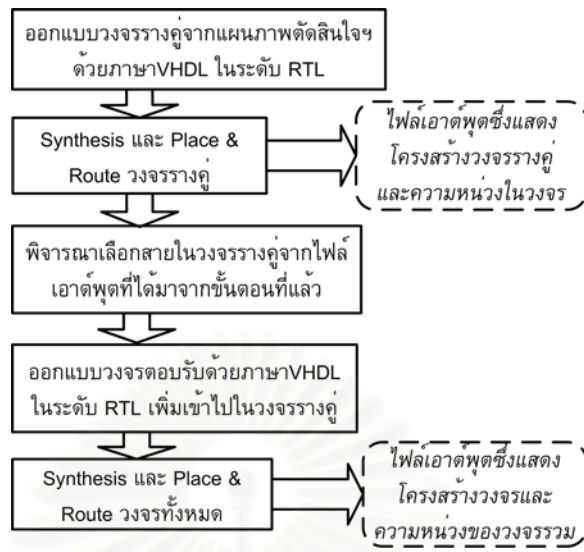 ออกแบบวงจรรางคู่จากแผนภาพตัดสินใจฯ
ด้วยภาษาVHDL ในระดับ RTL
Synthesis และ Place &
Route วงจรรางคู่
ไฟล์เอาต์พุตซึ่งแสดง
โครงสร้างวงจรรางคู่
และความหน่วงในวงจร
พิจารณาเลือกสายในวงจรรางคู่จากไฟล์
เอาต์พุตที่ได้มาจากขั้นตอนที่แล้ว
ออกแบบวงจรตอบรับด้วยภาษาVHDL
ในระดับ RTL เพิ่มเข้าไปในวงจรรางคู่
Synthesis และ Place &
Route วงจรทั้งหมด
ไฟล์เอาต์พุตซึ่งแสดง
โครงสร้างวงจรและ
ความหน่วงของวงจรรวม